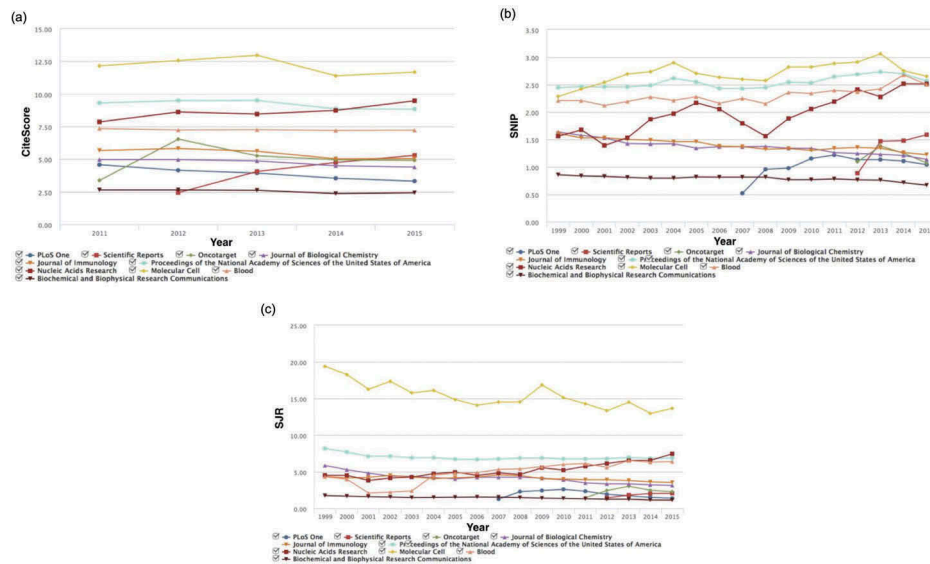 (a)
15.00
12.50
10.00
7.50
5.00
2.50
0.00
CiteScore
2011 2012 2013 2014 2015
Year
PLoS One Scientific Reports Oncotarget Journal of Biological Chemistry
Journal of Immunology Proceedings of the National Academy of Sciences of the United States of America
Nucleic Acids Research Molecular Cell Blood
Biochemical and Biophysical Research Communications
(b)
3.50
3.00
2.50
2.00
1.50
1.00
0.50
0.00
SNIP
1999 2000 2001 2002 2003 2004 2005 2006 2007 2008 2009 2010 2011 2012 2013 2014
Year
PLoS One Scientific Reports Oncotarget Journal of Biological Chemistry
Journal of Immunology Proceedings of the National Academy of Sciences of the United States of America
Nucleic Acids Research Molecular Cell Blood
Biochemical and Biophysical Research Communications
(c)
25.00
20.00
15.00
10.00
5.00
0.00
SJR
1999 2000 2001 2002 2003 2004 2005 2006 2007 2008 2009 2010 2011 2012 2013 2014 2015
Year
PLoS One Scientific Reports Oncotarget Journal of Biological Chemistry
Journal of Immunology Proceedings of the National Academy of Sciences of the United States of America
Nucleic Acids Research Molecular Cell Blood
Biochemical and Biophysical Research Communications